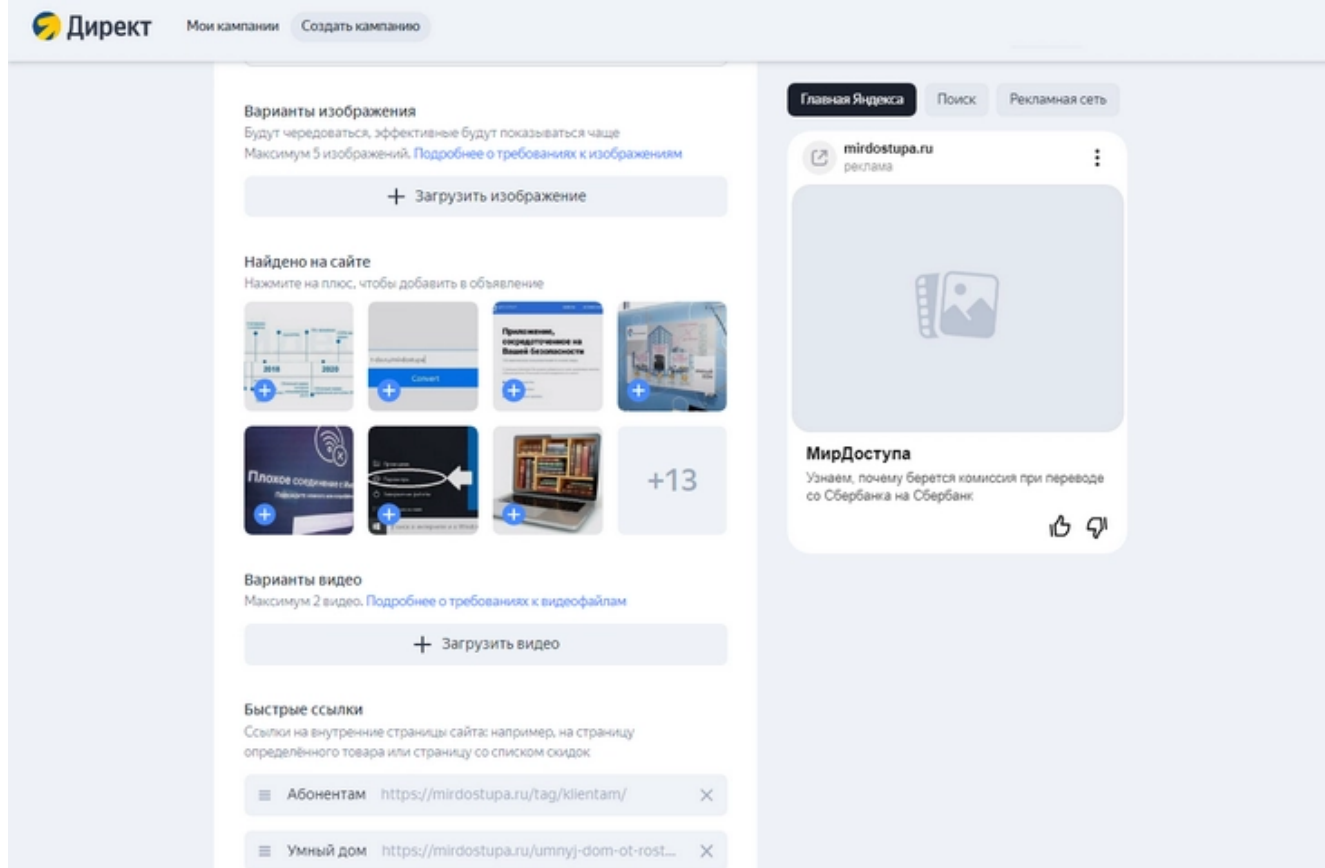 Директ
Мои кампании
Создать кампанию
Варианты изображения
Будут чередоваться, эффективные будут показываться чаще
Максимум 5 изображений. Подробнее о требованиях к изображениям
+ Загрузить изображение
Найдено на сайте
Нажмите на плюс, чтобы добавить в объявление
2018
2020
Convert
Приложение,
сосредоточенное на
Вашей безопасности
Плохое соединение с
Параметры
+13
Варианты видео
Максимум 2 видео. Подробнее о требованиях к видеофайлам
+ Загрузить видео
Быстрые ссылки
Ссылки на внутренние страницы сайта: например, на страницу
определённого товара или страницу со списком скидок
Абонентам https://mirdostupa.ru/tag/klientam/
Умный дом https://mirdostupa.ru/umnyj-dom-ot-rost...
Главная Яндекса
Поиск
Рекламная сеть
mirdostupa.ru
реклама
МирДоступа
Узнаем, почему берется комиссия при переводе
со Сбербанка на Сбербанк